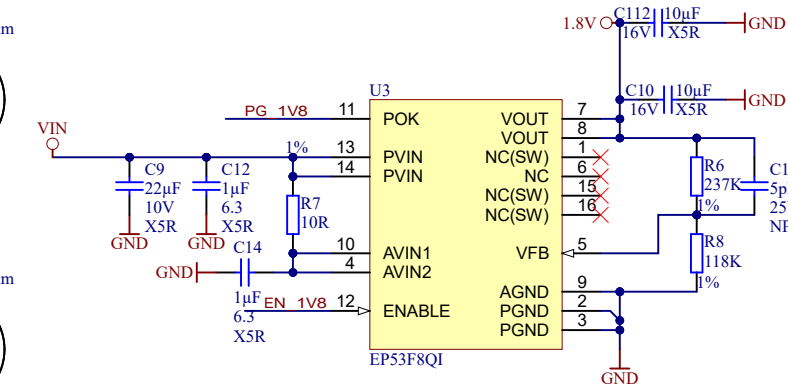 m
C112
10µF
1.8V
16V
X5R
GND
C10
10µF
16V
X5R
GND
U3
PG_1V8
11
POK
VOUT
7
VOUT
8
VIN
1%
13
PVIN
NC(SW)
1
14
PVIN
NC
6
NC(SW)
15
NC(SW)
16
C9
22µF
10V
X5R
GND
C12
1µF
6.3
X5R
GND
R7
10R
R6
237K
1%
C1
5p
25
NP
C14
GND
1µF
6.3
X5R
10
AVIN1
VFB
5
4
AVIN2
R8
118K
1%
AGND
9
EN_1V8
12
ENABLE
PGND
2
PGND
3
EP53F8QI
GND
m